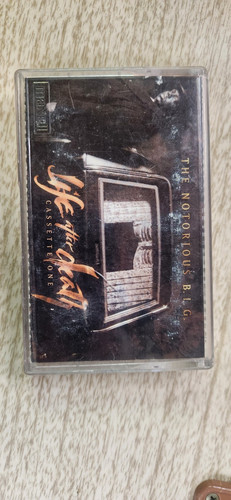 THE NOTORIOUS B.I.G.
life after death
CASSETTE ONE